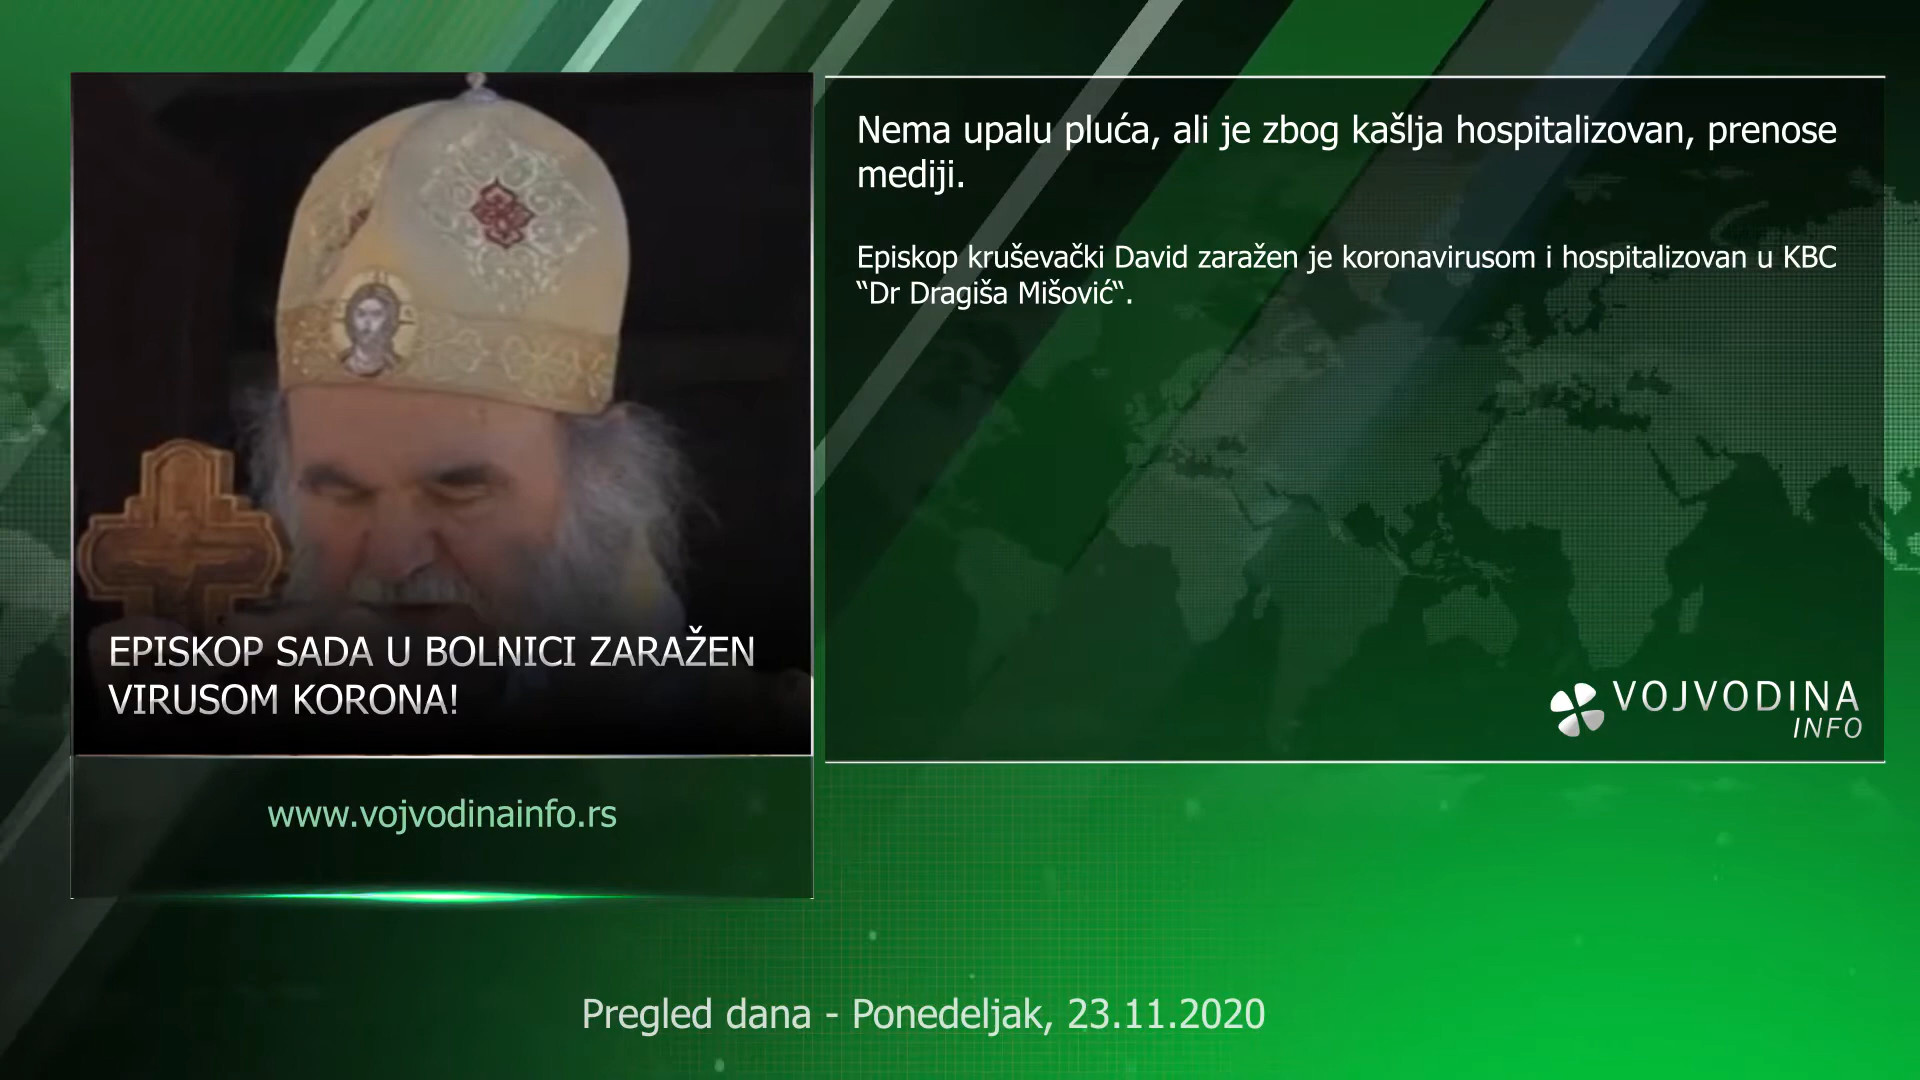 EPISKOP SADA U BOLNICI ZARAŽEN
VIRUSOM KORONA!
www.vojvodinainfo.rs
Nema upalu pluća, ali je zbog kašlja hospitalizovan, prenose
mediji.
Episkop kruševački David zaražen je koronavirusom i hospitalizovan u KBC
“Dr Dragiša Mišović“.
VOJVODINA
INFO
Pregled dana - Ponedeljak, 23.11.2020